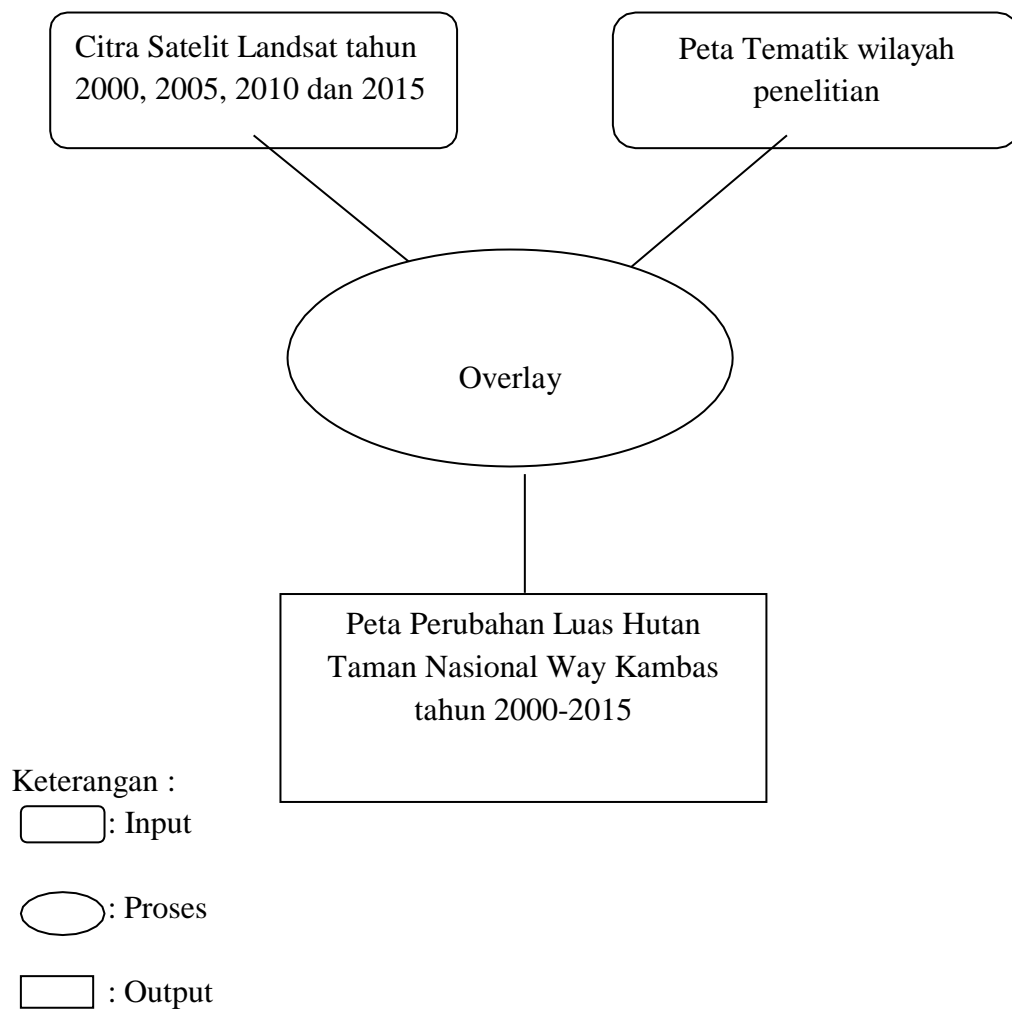 Citra Satelit Landsat tahun
2000, 2005, 2010 dan 2015
Peta Tematik wilayah
penelitian
Overlay
Peta Perubahan Luas Hutan
Taman Nasional Way Kambas
tahun 2000-2015
Keterangan :
: Input
: Proses
: Output